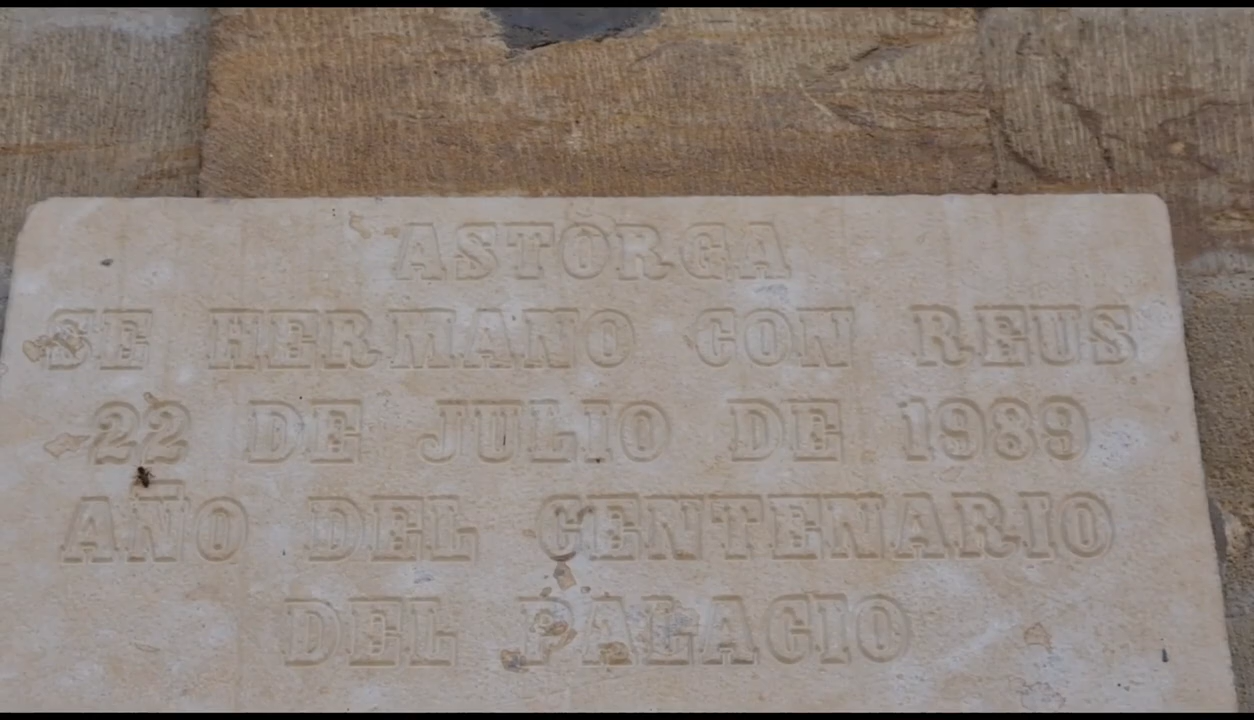 ASTORGA
SE HERMANO CON REUS
22 DE JULIO DE 1989
AÑO DEL CENTENARIO
DEL PALACIO